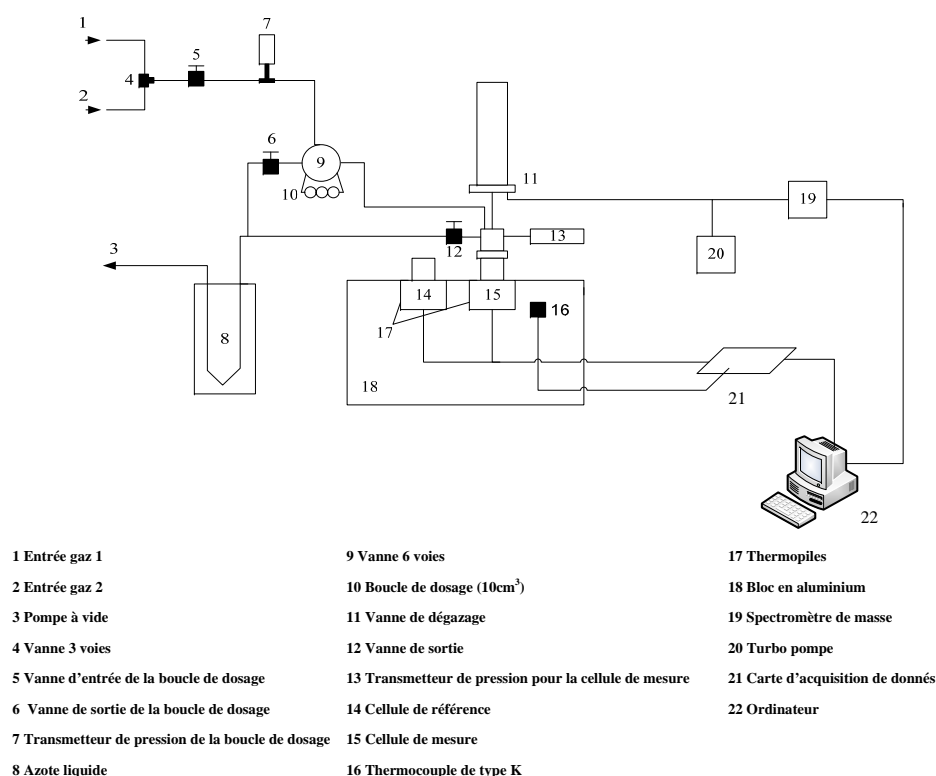 1
7
5
4
2
6
9
10
11
19
3
12
13
20
14
15
16
17
8
18
21
22
1 Entrée gaz 1
2 Entrée gaz 2
3 Pompe à vide
4 Vanne 3 voies
5 Vanne d'entrée de la boucle de dosage
6 Vanne de sortie de la boucle de dosage
7 Transmetteur de pression de la boucle de dosage
8 Azote liquide
9 Vanne 6 voies
10 Boucle de dosage (10cm³)
11 Vanne de dégazage
12 Vanne de sortie
13 Transmetteur de pression pour la cellule de mesure
14 Cellule de référence
15 Cellule de mesure
16 Thermocouple de type K
17 Thermopiles
18 Bloc en aluminium
19 Spectromètre de masse
20 Turbo pompe
21 Carte d'acquisition de donnés
22 Ordinateur